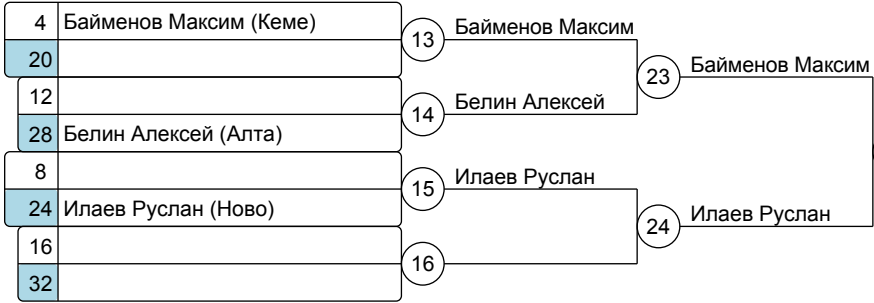 4 Байменов Максим (Кеме)
20
13 Байменов Максим
12
28 Белин Алексей (Алта)
14 Белин Алексей
23 Байменов Максим
8
24 Илаев Руслан (Ново)
15 Илаев Руслан
16
32
16
24 Илаев Руслан